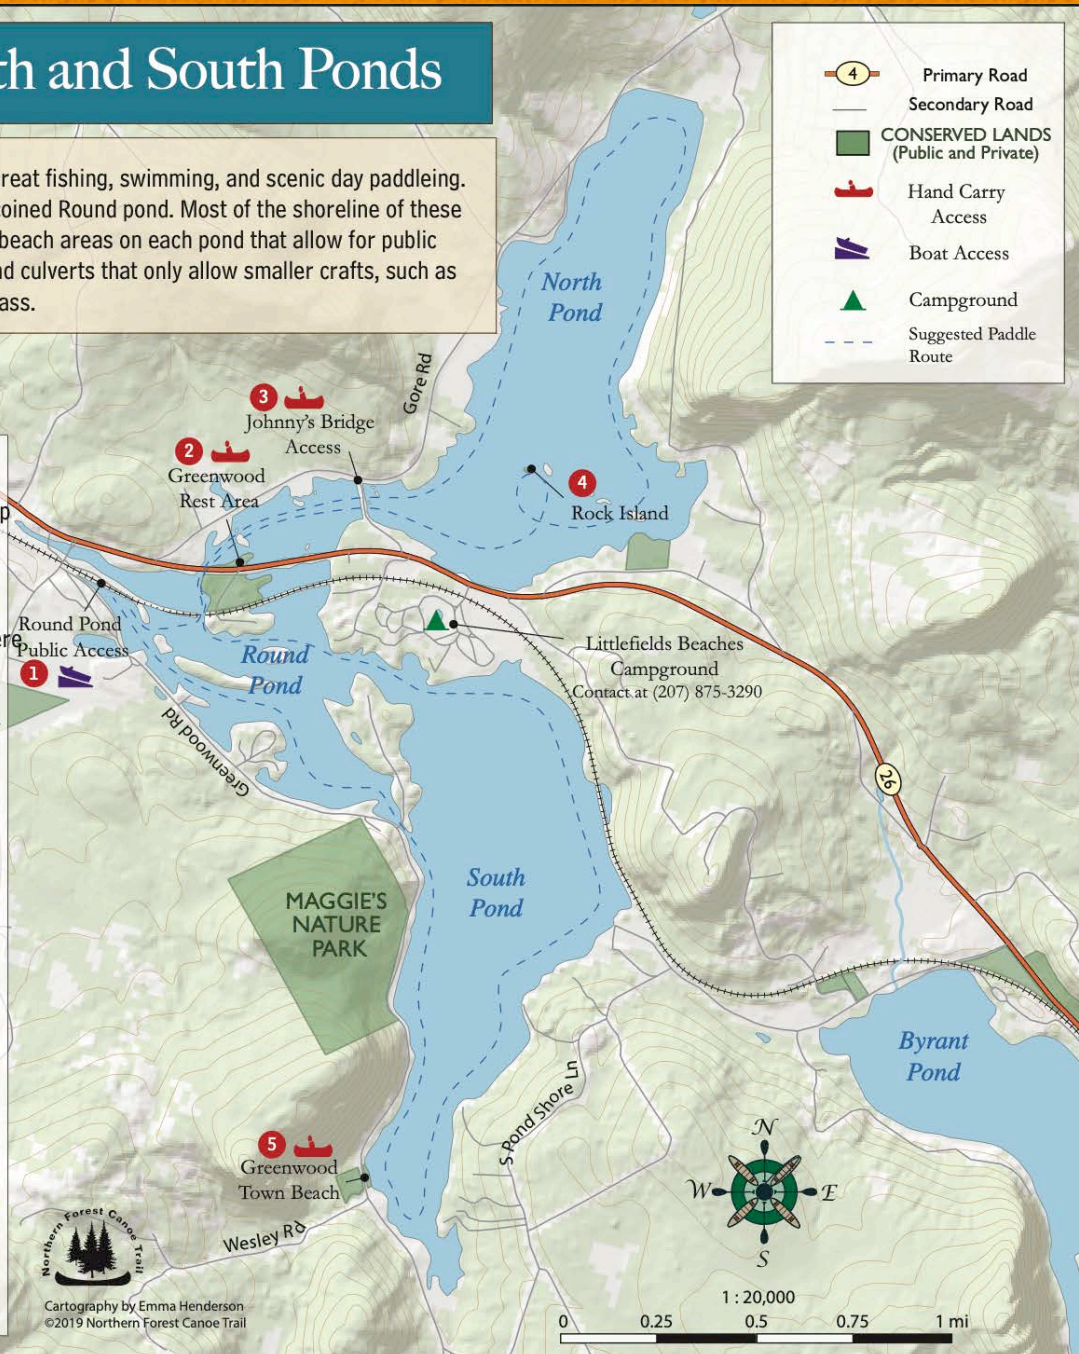 th and South Ponds
reat fishing, swimming, and scenic day paddleing.
coined Round pond. Most of the shoreline of these
beach areas on each pond that allow for public
nd culverts that only allow smaller crafts, such as
ass.
4 Primary Road
Secondary Road
CONSERVED LANDS
(Public and Private)
Hand Carry
Access
Boat Access
Campground
Suggested Paddle
Route
North
Pond
Gore Rd
3
Johnny's Bridge
Access
2
Greenwood
Rest Area
4
Rock Island
p
Round Pond
Public Access
ere
1
Round
Pond
Littlefields Beaches
Campground
Contact at (207) 875-3290
Greenwood Rd
26
South
Pond
MAGGIE'S
NATURE
PARK
Byrant
Pond
S Pond Shore Ln
5
Greenwood
Town Beach
Wesley Rd
N
W E
S
Northern Forest Canoe Trail
Cartography by Emma Henderson
©2019 Northern Forest Canoe Trail
1 : 20,000
0 0.25 0.5 0.75 1 mi